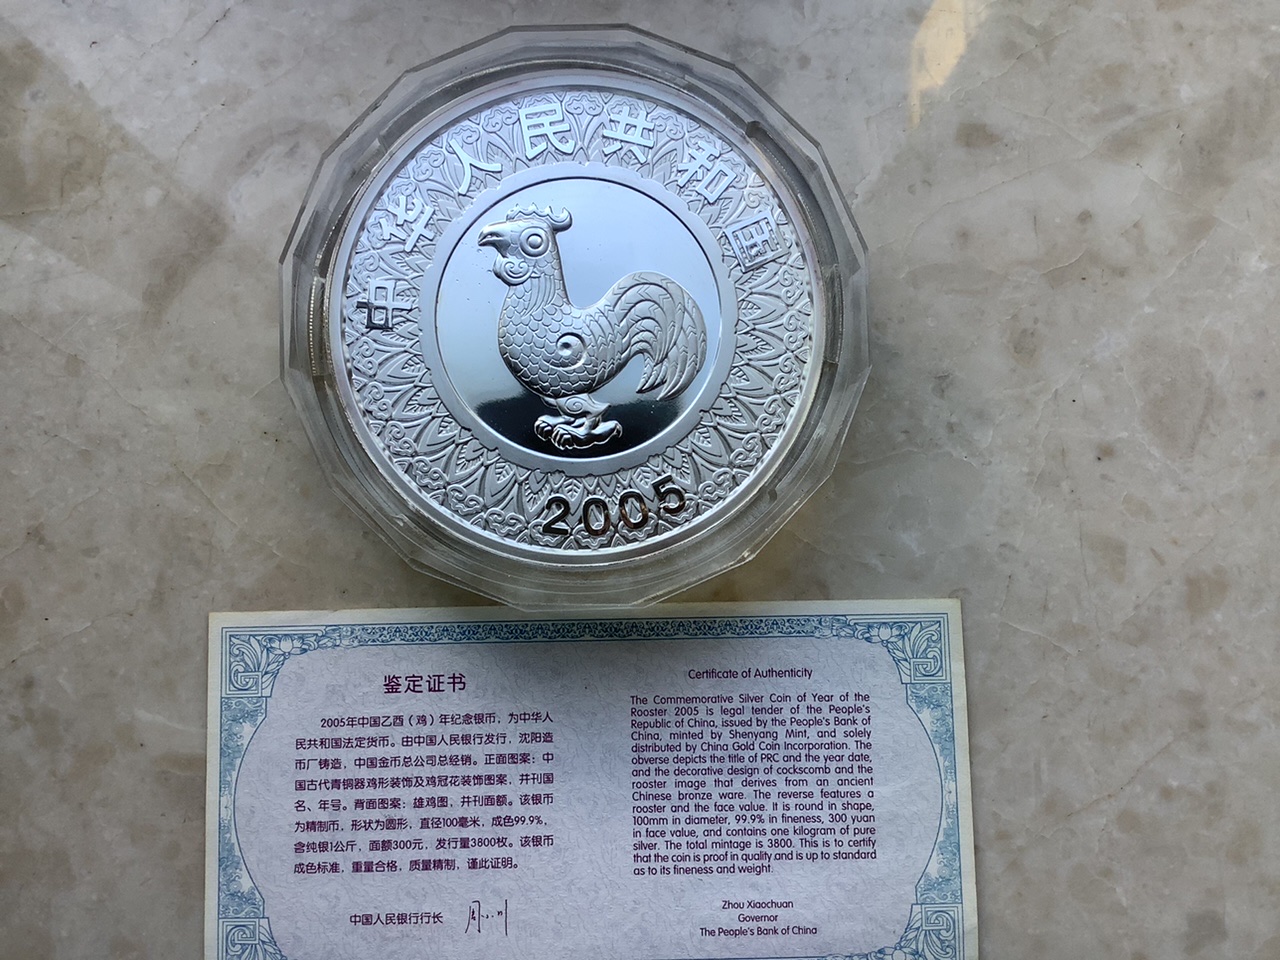 中华人民共和国
2005
鉴定证书
2005年中国乙酉（鸡）年纪念银币，为中华人
民共和国法定货币。由中国人民银行发行，沈阳造
币厂铸造，中国金币总公司总经销。正面图案：中
国古代青铜器鸡形装饰及鸡冠花装饰图案，并刊国
名、年号。背面图案：雄鸡图，并刊面额。该银币
为精制币，形状为圆形，直径100毫米，成色99.9%，
含纯银1公斤，面额300元，发行量3800枚。该银币
成色标准，重量合格，质量精制，谨此证明。
中国人民银行行长 周小川
Certificate of Authenticity
The Commemorative Silver Coin of Year of the
Rooster 2005 is legal tender of the People's
Republic of China, issued by the People's Bank of
China, minted by Shenyang Mint, and solely
distributed by China Gold Coin Incorporation. The
obverse depicts the title of PRC and the year date,
and the decorative design of cockscomb and the
rooster image that derives from an ancient
Chinese bronze ware. The reverse features a
rooster and the face value. It is round in shape,
100mm in diameter, 99.9% in fineness, 300 yuan
in face value, and contains one kilogram of pure
silver. The total mintage is 3800. This is to certify
that the coin is proof in quality and is up to standard
as to its fineness and weight.
Zhou Xiaochuan
Governor
The People's Bank of China